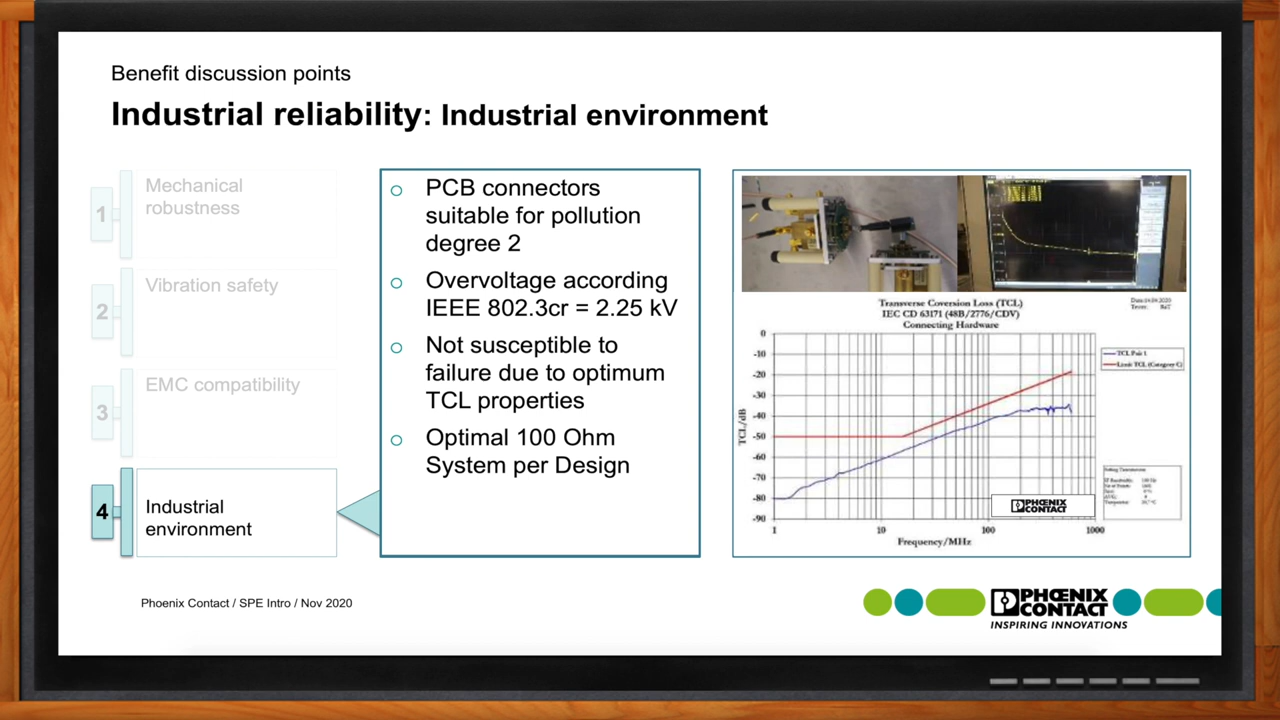 Benefit discussion points
Industrial reliability: Industrial environment
1
Mechanical
robustness
2
Vibration safety
3
EMC compatibility
4
Industrial
environment
○ PCB connectors
suitable for pollution
degree 2
○ Overvoltage according
IEEE 802.3cr = 2.25 kV
○ Not susceptible to
failure due to optimum
TCL properties
○ Optimal 100 Ohm
System per Design
Transverse Coversion Loss (TCL)
IEC CD 63171 (48B/2776/CDV)
Connecting Hardware
TCL Pair 1
Limit TCL (Category C)
TCL/dB
0
-10
-20
-30
-40
-50
-60
-70
-80
-90
1
10
100
1000
Frequency/MHz
PHŒNIX
CONTACT
Phoenix Contact / SPE Intro / Nov 2020
PHŒNIX
CONTACT
INSPIRING INNOVATIONS